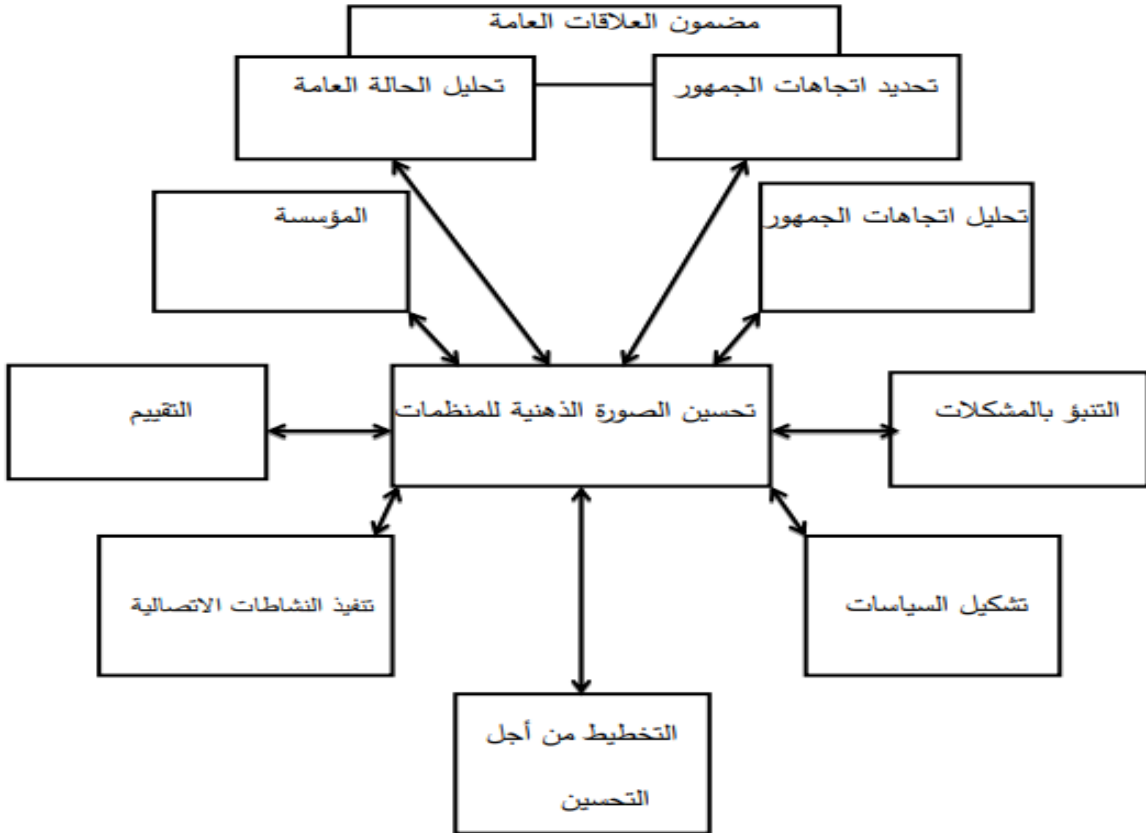 مضمون العلاقات العامة
تحديد اتجاهات الجمهور
تحليل الحالة العامة
تحليل اتجاهات الجمهور
المؤسسة
التنبؤ بالمشكلات
تحسين الصورة الذهنية للمنظمات
التقييم
تشكيل السياسات
تنفيذ النشاطات الاتصالية
التخطيط من أجل
التحسين